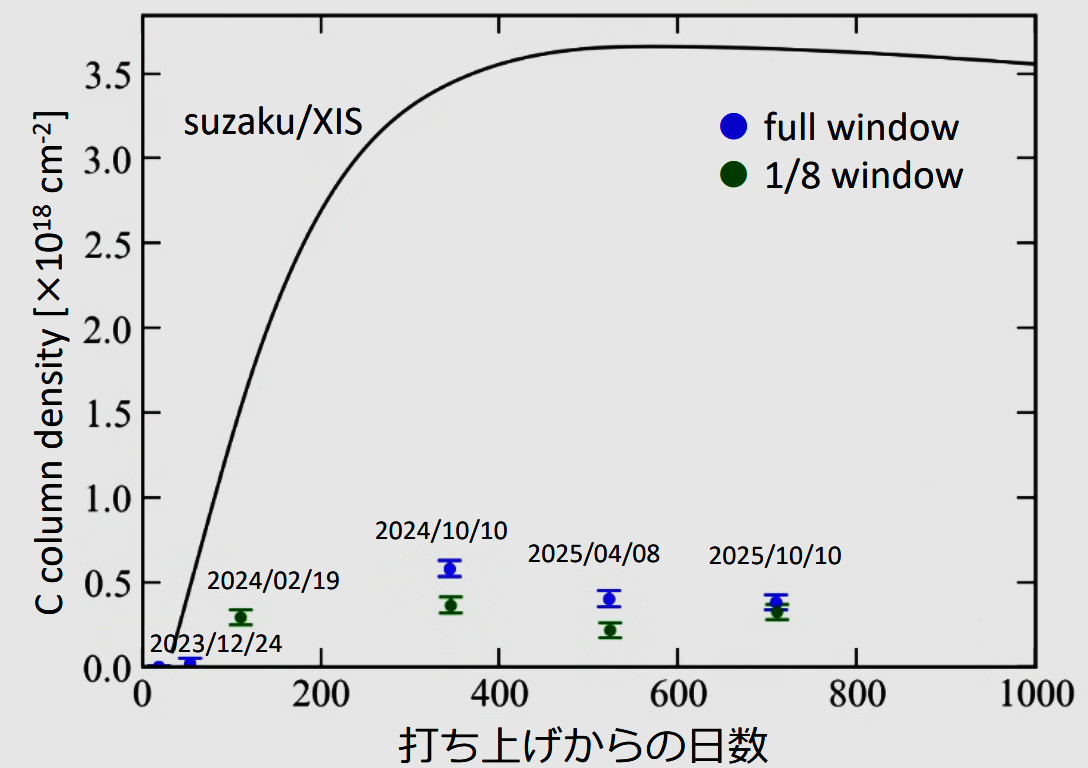 3.5
3.0
2.5
2.0
1.5
1.0
0.5
0.0
C column density [×10¹⁸ cm⁻²]
suzaku/XIS
full window
1/8 window
2023/12/24
2024/02/19
2024/10/10
2025/04/08
2025/10/10
0 200 400 600 800 1000
打ち上げからの日数